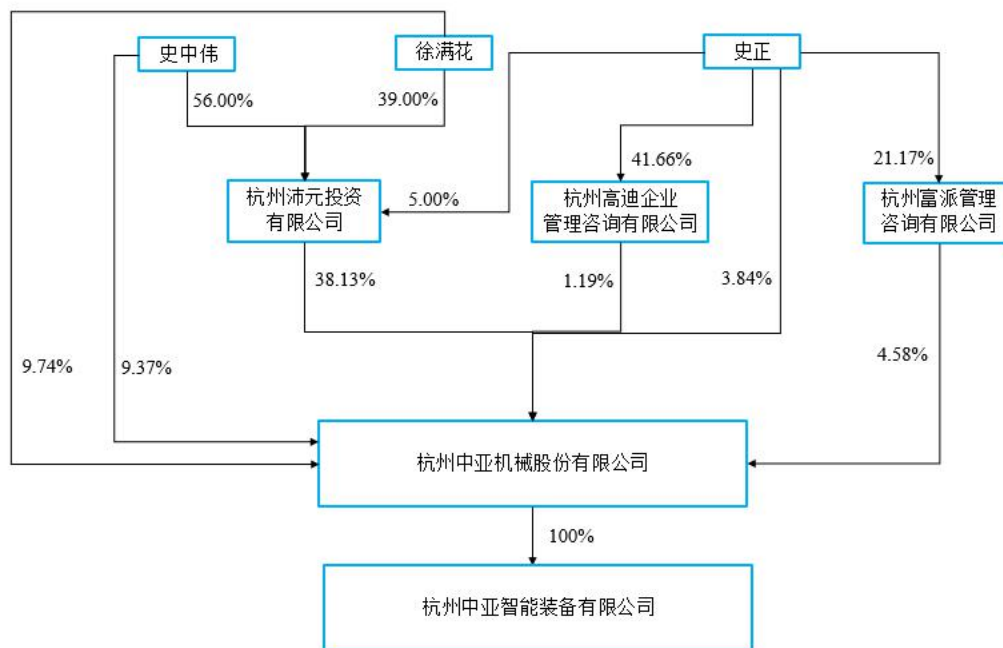 史中伟
徐满花
史正
56.00%
39.00%
41.66%
21.17%
杭州沛元投资
有限公司
5.00%
杭州高迪企业
管理咨询有限公司
杭州富派管理
咨询有限公司
38.13%
1.19%
3.84%
9.74%
9.37%
4.58%
杭州中亚机械股份有限公司
100%
杭州中亚智能装备有限公司